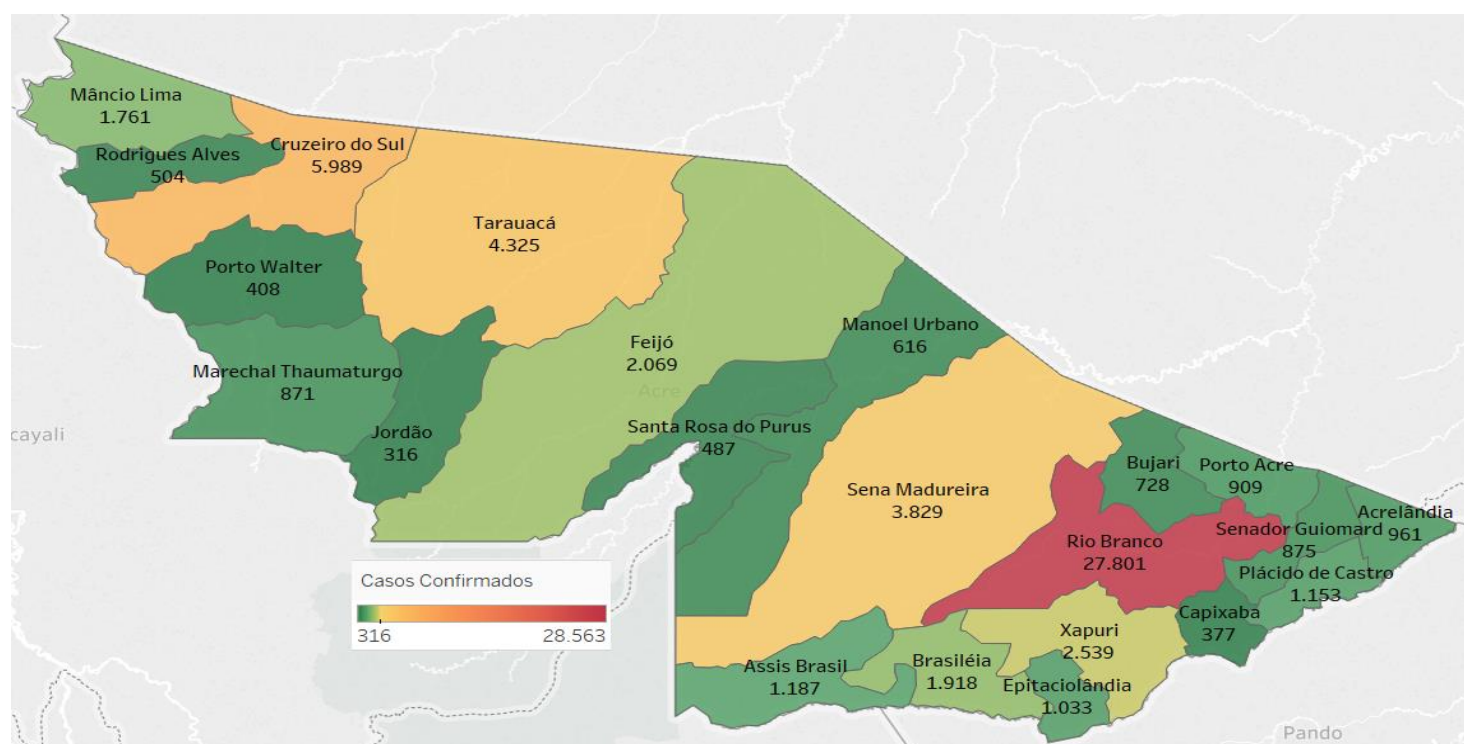 Mâncio Lima
1.761
Rodrigues Alves
504
Cruzeiro do Sul
5.989
Tarauacá
4.325
Porto Walter
408
Marechal Thaumaturgo
871
Jordão
316
Feijó
2.069
Acre
Manoel Urbano
616
Santa Rosa do Purus
487
cayali
Sena Madureira
3.829
Bujari
728
Porto Acre
909
Acrelândia
961
Senador Guiomard
875
Rio Branco
27.801
Plácido de Castro
1.153
Capixaba
377
Xapuri
2.539
Assis Brasil
1.187
Brasiléia
1.918
Epitaciolândia
1.033
Casos Confirmados
316 28.563
Pando